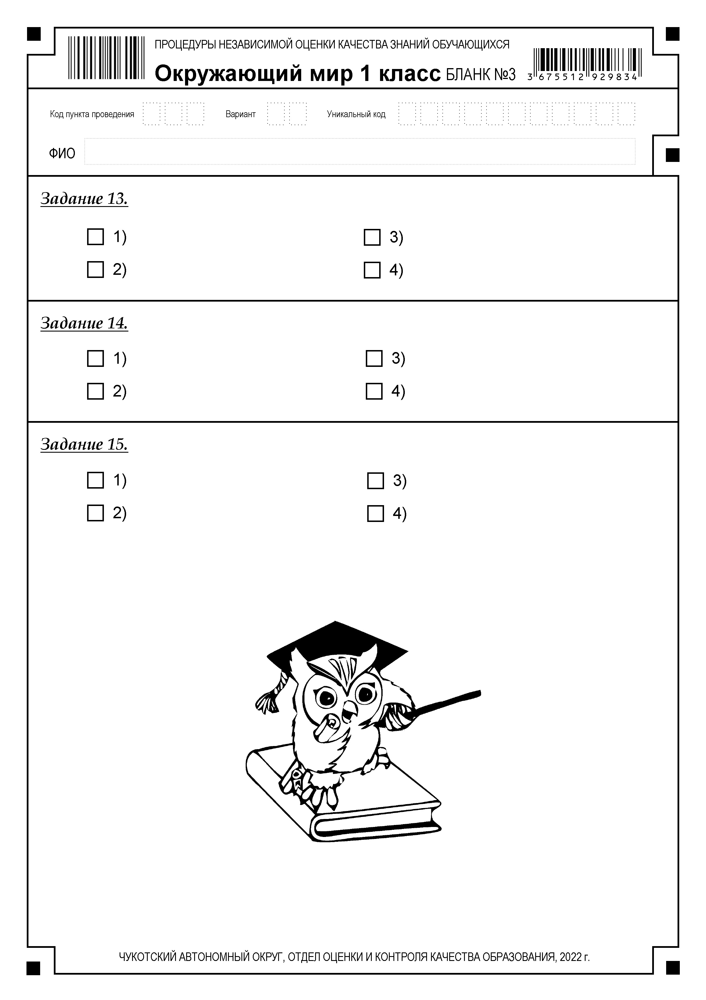 ПРОЦЕДУРЫ НЕЗАВИСИМОЙ ОЦЕНКИ КАЧЕСТВА ЗНАНИЙ ОБУЧАЮЩИХСЯ
Окружающий мир 1 класс БЛАНК №3
3 675512 929834
Код пункта проведения Вариант Уникальный код
ФИО
Задание 13.
1) 3)
2) 4)
Задание 14.
1) 3)
2) 4)
Задание 15.
1) 3)
2) 4)
ЧУКОТСКИЙ АВТОНОМНЫЙ ОКРУГ, ОТДЕЛ ОЦЕНКИ И КОНТРОЛЯ КАЧЕСТВА ОБРАЗОВАНИЯ, 2022 г.